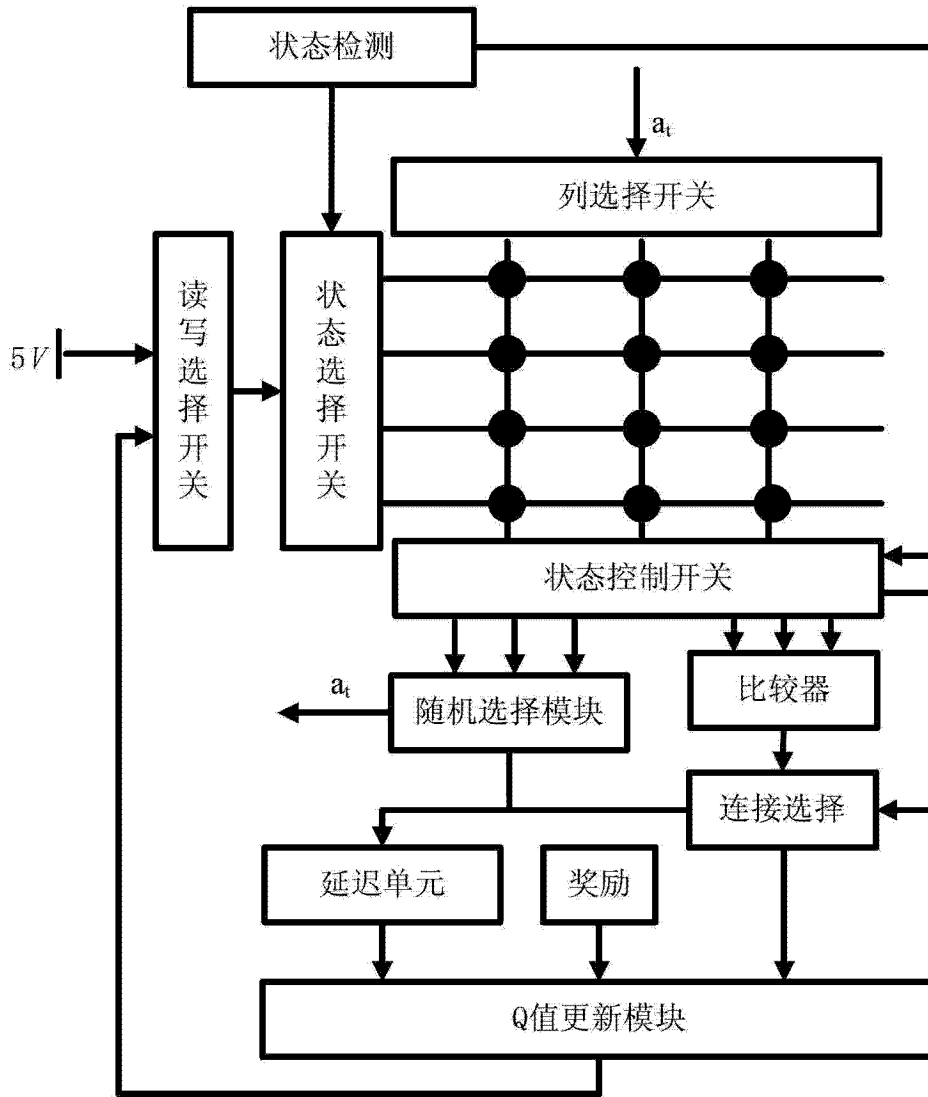 状态检测
aₜ
列选择开关
5V
读写选择开关
状态选择开关
状态控制开关
aₜ
随机选择模块
比较器
连接选择
延迟单元
奖励
Q值更新模块